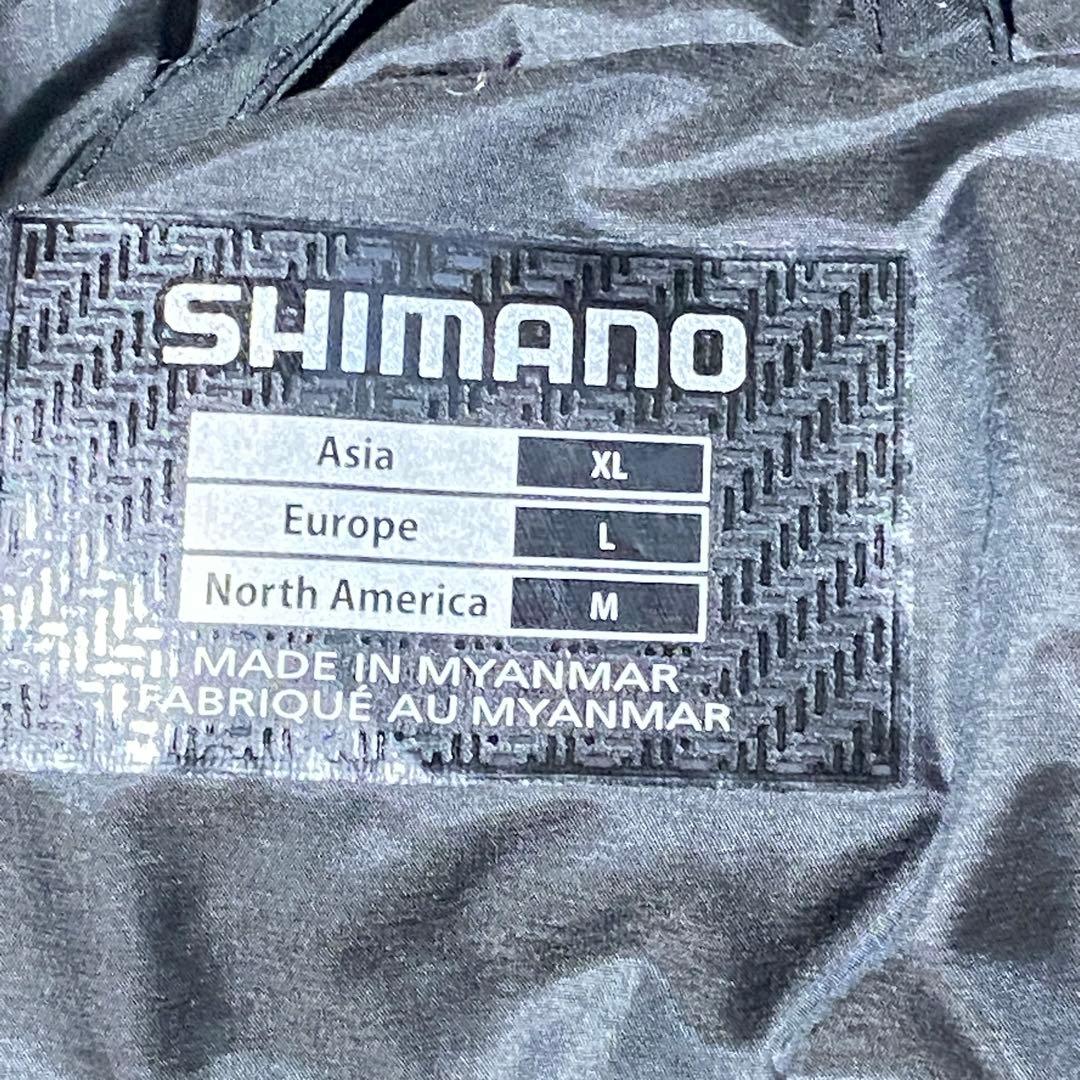 SHIMANO
Asia XL
Europe L
North America M
MADE IN MYANMAR
FABRIQUÉ AU MYANMAR